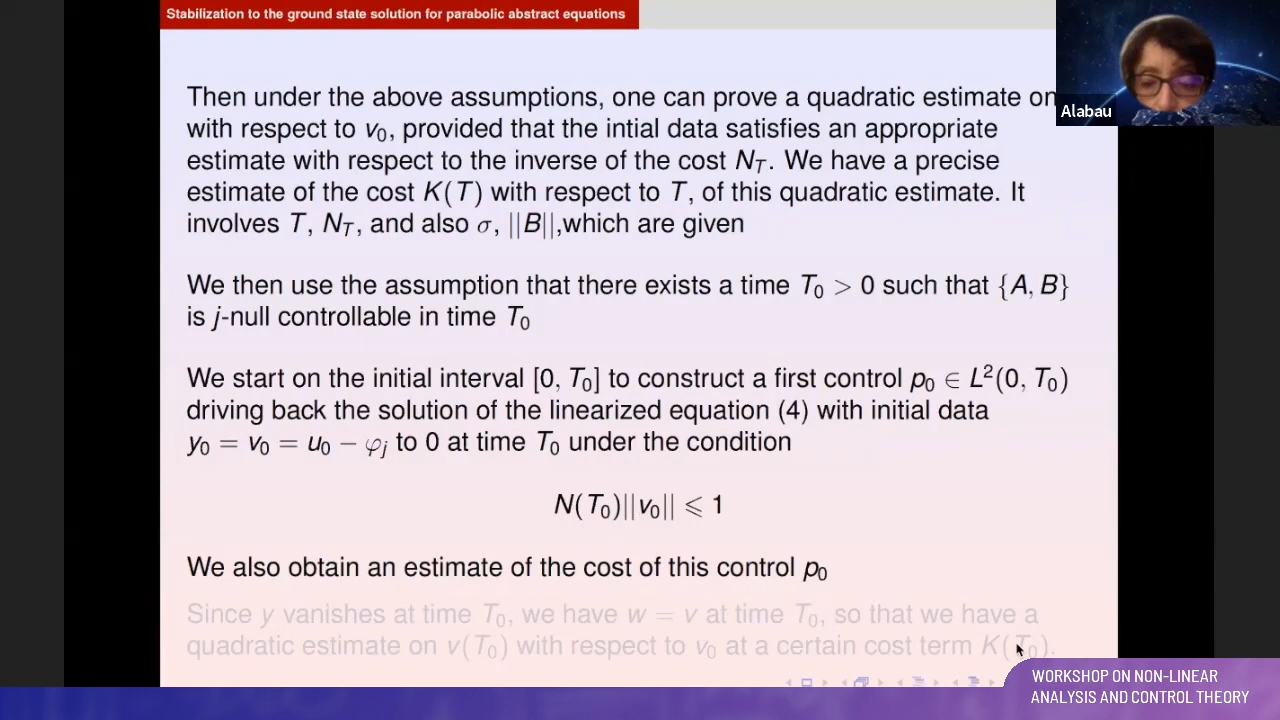 Stabilization to the ground state solution for parabolic abstract equations
Then under the above assumptions, one can prove a quadratic estimate on
with respect to v₀, provided that the intial data satisfies an appropriate
estimate with respect to the inverse of the cost N_T. We have a precise
estimate of the cost K(T) with respect to T, of this quadratic estimate. It
involves T, N_T, and also σ, ||B||,which are given
We then use the assumption that there exists a time T₀ > 0 such that {A, B}
is j-null controllable in time T₀
We start on the initial interval [0, T₀] to construct a first control p₀ ∈ L²(0, T₀)
driving back the solution of the linearized equation (4) with initial data
y₀ = v₀ = u₀ − φⱼ to 0 at time T₀ under the condition
N(T₀)||v₀|| ⩽ 1
We also obtain an estimate of the cost of this control p₀
Since y vanishes at time T₀, we have w = v at time T₀, so that we have a
quadratic estimate on v(T₀) with respect to v₀ at a certain cost term K(T₀).
Alabau
WORKSHOP ON NON-LINEAR
ANALYSIS AND CONTROL THEORY